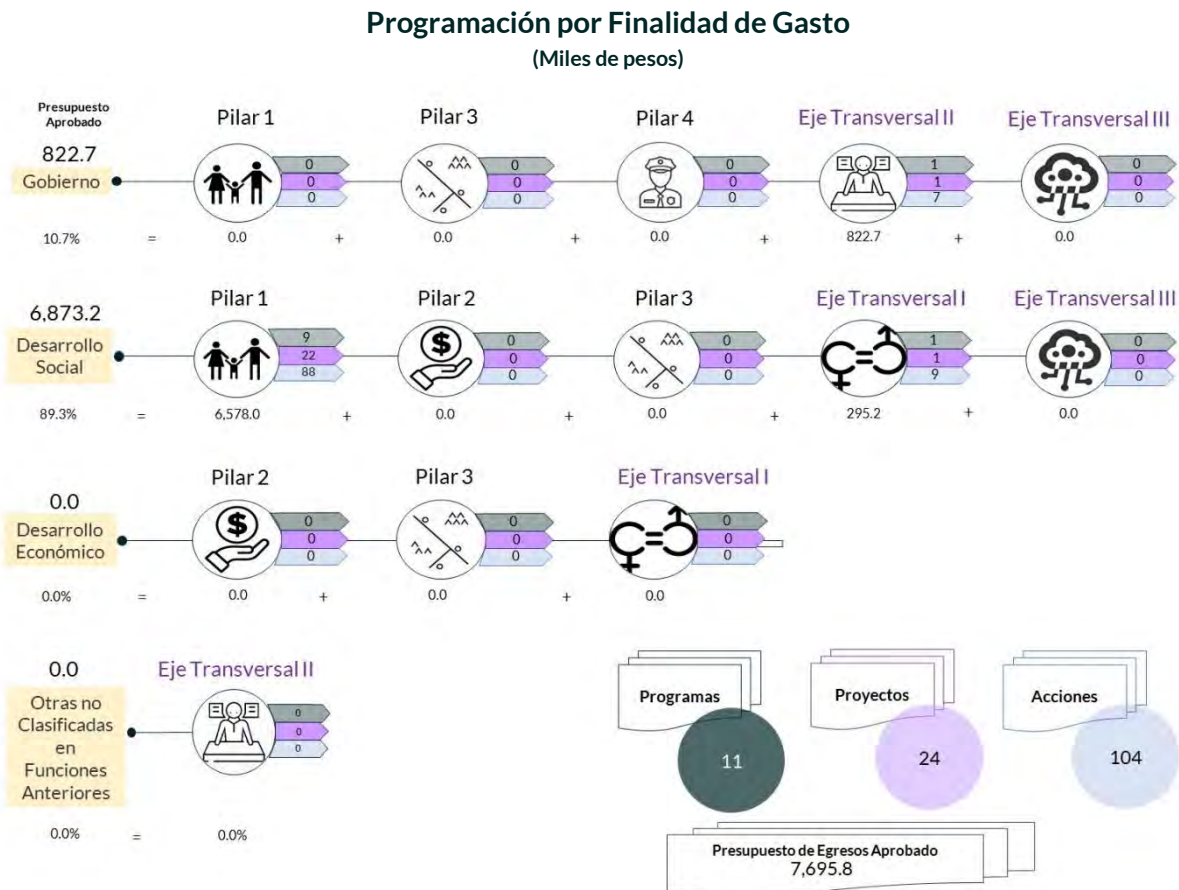 Programación por Finalidad de Gasto
(Miles de pesos)
Presupuesto
Aprobado
822.7
Gobierno
Pilar 1
0
0
0
Pilar 3
0
0
0
Pilar 4
0
0
0
Eje Transversal II
1
1
7
Eje Transversal III
0
0
0
10.7% = 0.0 + 0.0 + 0.0 + 822.7 + 0.0
6,873.2
Desarrollo
Social
Pilar 1
9
22
88
Pilar 2
$
0
0
0
Pilar 3
0
0
0
Eje Transversal I
1
1
9
Eje Transversal III
0
0
0
89.3% = 6,578.0 + 0.0 + 0.0 + 295.2 + 0.0
0.0
Desarrollo
Económico
Pilar 2
$
0
0
0
Pilar 3
0
0
0
Eje Transversal I
0
0
0
0.0% = 0.0 + 0.0 + 0.0
0.0
Otras no
Clasificadas
en
Funciones
Anteriores
Eje Transversal II
0
0
0
0.0% = 0.0%
Programas
11
Proyectos
24
Acciones
104
Presupuesto de Egresos Aprobado
7,695.8